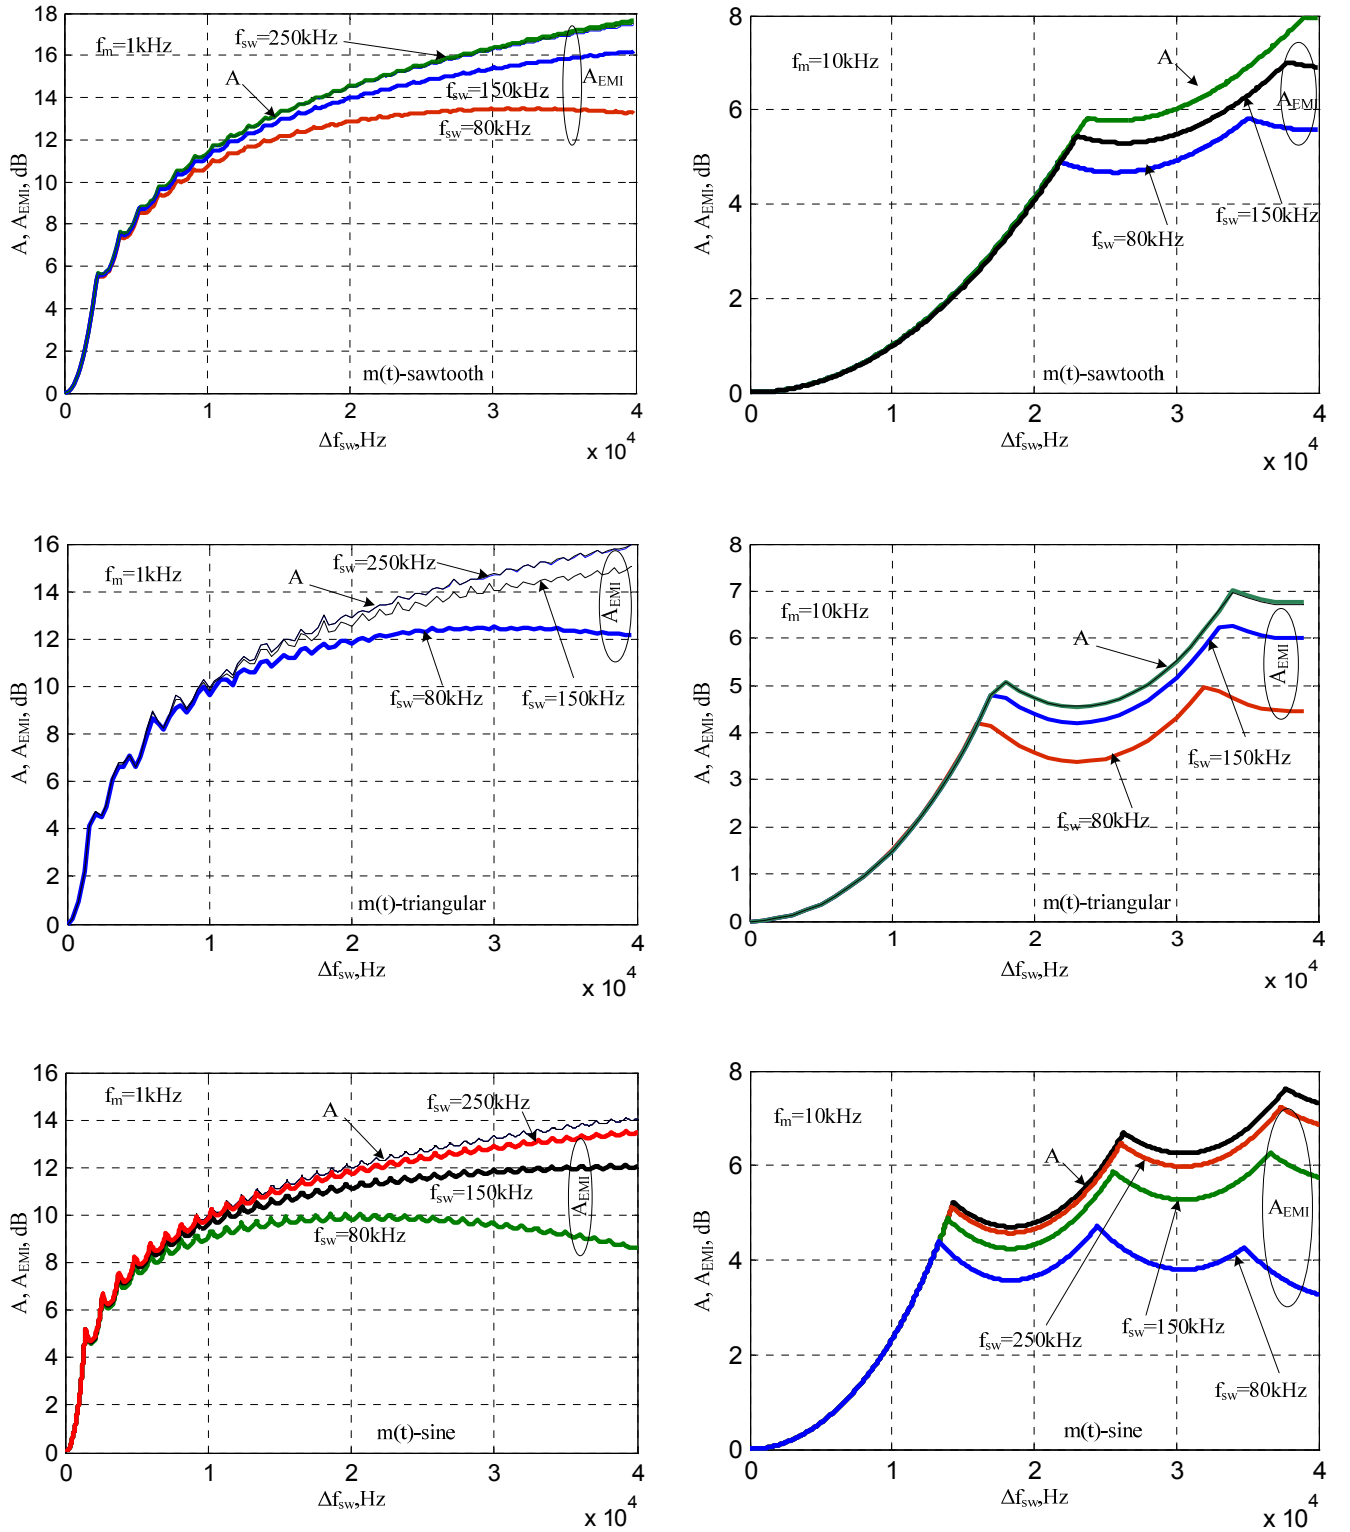 18
16
14
12
10
8
6
4
2
0
A, A_EMI, dB
f_m=1kHz
f_sw=250kHz
A
f_sw=150kHz
f_sw=80kHz
A_EMI
m(t)-sawtooth
0 1 2 3 4
Δf_sw,Hz
x 10^4
8
6
4
2
0
A, A_EMI, dB
f_m=10kHz
A
A_EMI
f_sw=150kHz
f_sw=80kHz
m(t)-sawtooth
0 1 2 3 4
Δf_sw,Hz
x 10^4
16
14
12
10
8
6
4
2
0
A, A_EMI, dB
f_m=1kHz
f_sw=250kHz
A
A_EMI
f_sw=80kHz
f_sw=150kHz
m(t)-triangular
0 1 2 3 4
Δf_sw,Hz
x 10^4
8
7
6
5
4
3
2
1
0
A, A_EMI, dB
f_m=10kHz
A
A_EMI
f_sw=150kHz
f_sw=80kHz
m(t)-triangular
0 1 2 3 4
Δf_sw,Hz
x 10^4
16
14
12
10
8
6
4
2
0
A, A_EMI, dB
f_m=1kHz
A
f_sw=250kHz
f_sw=150kHz
A_EMI
f_sw=80kHz
m(t)-sine
0 1 2 3 4
Δf_sw,Hz
x 10^4
8
6
4
2
0
A, A_EMI, dB
f_m=10kHz
A
A_EMI
f_sw=250kHz
f_sw=150kHz
f_sw=80kHz
m(t)-sine
0 1 2 3 4
Δf_sw,Hz
x 10^4